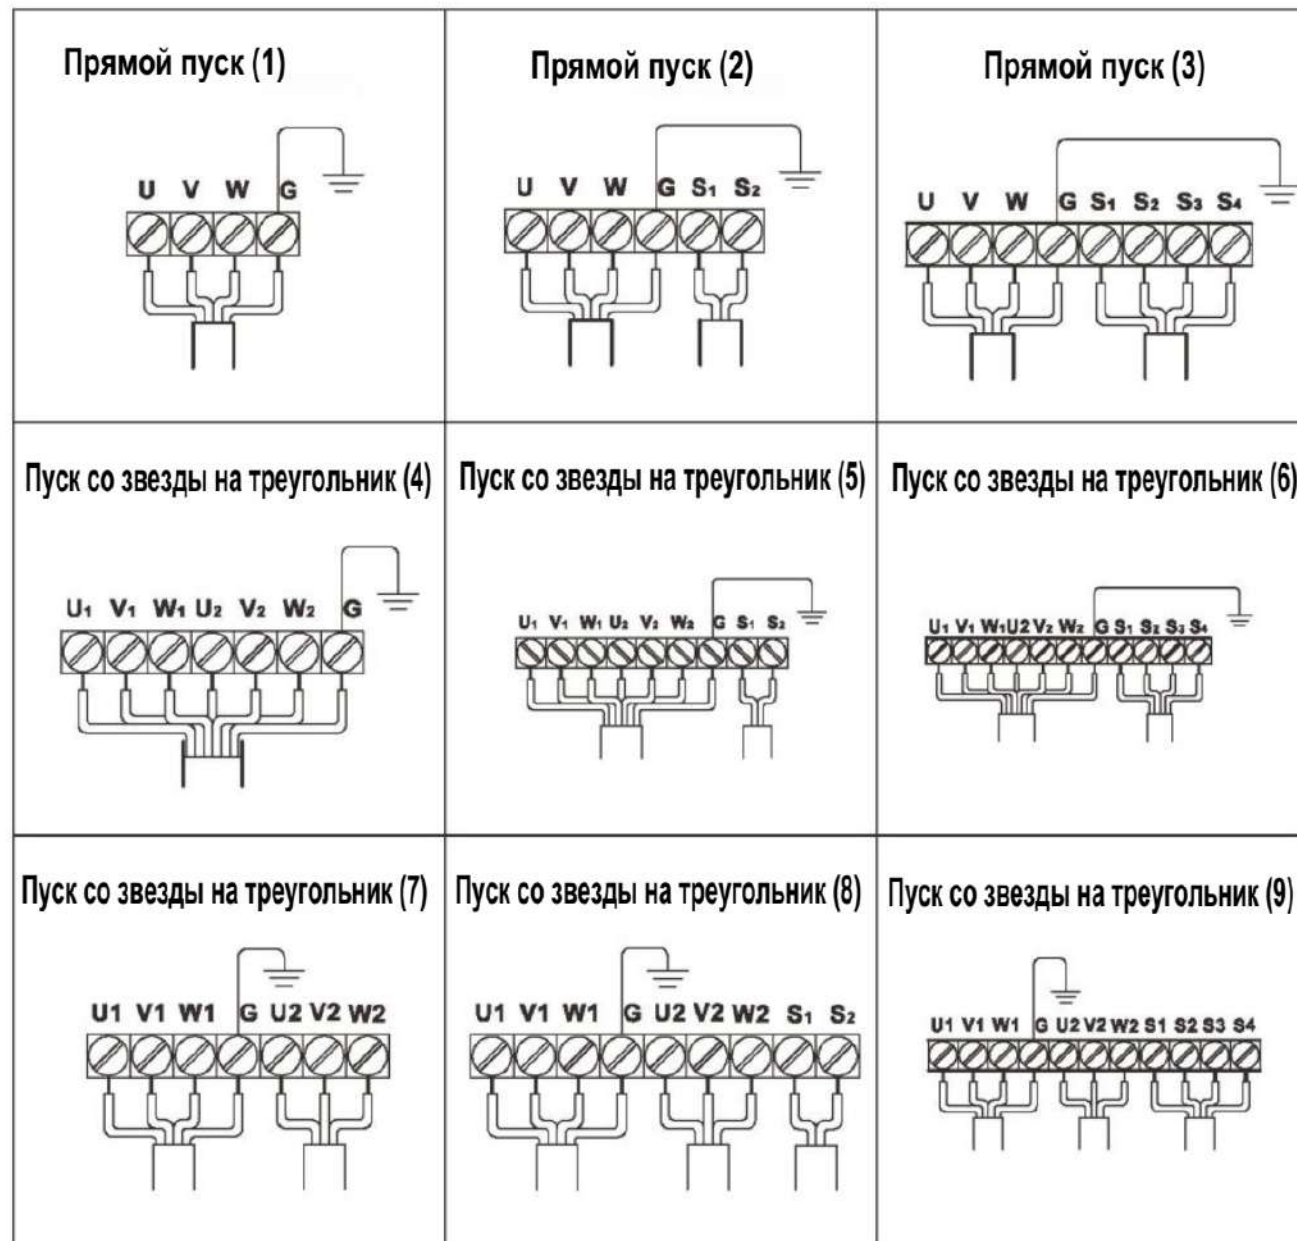 Прямой пуск (1)
U V W G
Прямой пуск (2)
U V W G S1 S2
Прямой пуск (3)
U V W G S1 S2 S3 S4
Пуск со звезды на треугольник (4)
U1 V1 W1 U2 V2 W2 G
Пуск со звезды на треугольник (5)
U1 V1 W1 U2 V2 W2 G S1 S2
Пуск со звезды на треугольник (6)
U1 V1 W1 U2 V2 W2 G S1 S2 S3 S4
Пуск со звезды на треугольник (7)
U1 V1 W1 G U2 V2 W2
Пуск со звезды на треугольник (8)
U1 V1 W1 G U2 V2 W2 S1 S2
Пуск со звезды на треугольник (9)
U1 V1 W1 G U2 V2 W2 S1 S2 S3 S4